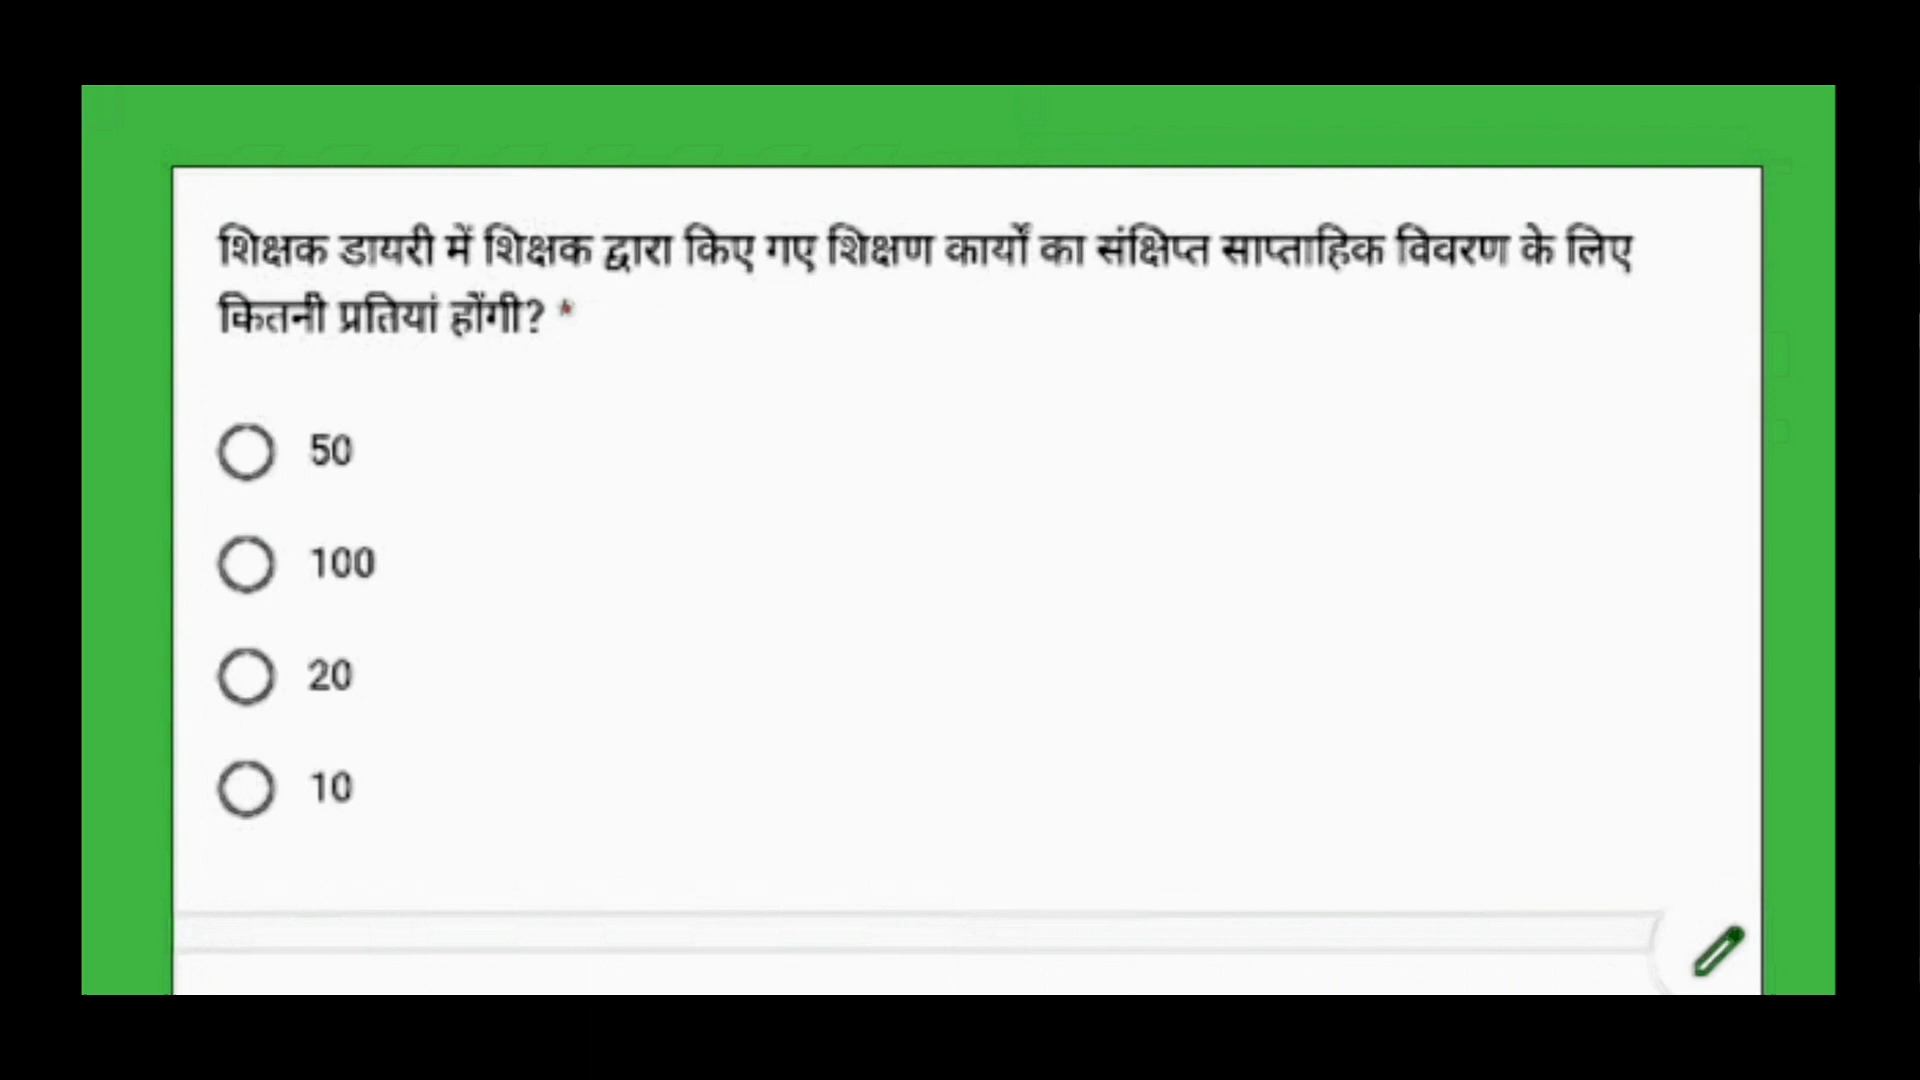 शिक्षक डायरी में शिक्षक द्वारा किए गए शिक्षण कार्यों का संक्षिप्त साप्ताहिक विवरण के लिए
कितनी प्रतियां होंगी? *
50
100
20
10